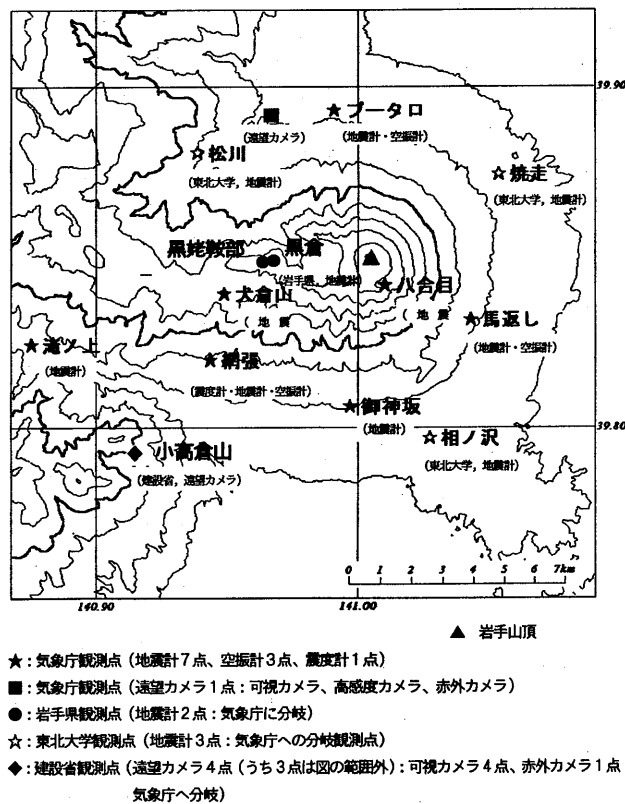 39.90
★ブータロ
(遠望カメラ)
(地震計・空振計)
☆松川
☆焼走
(東北大学，地震計)
(東北大学，地震計)
黒姥鞍部
黒倉
(岩手県，地震計)
★八合目
★犬倉山
(地震
(地震
★馬返し
★滝ツ上
(地震計・空振計)
(地震計)
★網張
(震度計・地震計・空振計)
★御神坂
39.80
(地震計)
☆相ノ沢
◆小高倉山
(東北大学，地震計)
(建設省，遠望カメラ)
0 1 2 3 4 5 6 7km
140.90
141.00
▲ 岩手山頂
★：気象庁観測点（地震計７点、空振計３点、震度計１点）
■：気象庁観測点（遠望カメラ１点：可視カメラ、高感度カメラ、赤外カメラ）
●：岩手県観測点（地震計２点：気象庁に分岐）
☆：東北大学観測点（地震計３点：気象庁への分岐観測点）
◆：建設省観測点（遠望カメラ４点（うち３点は図の範囲外）：可視カメラ４点、赤外カメラ１点
気象庁へ分岐）